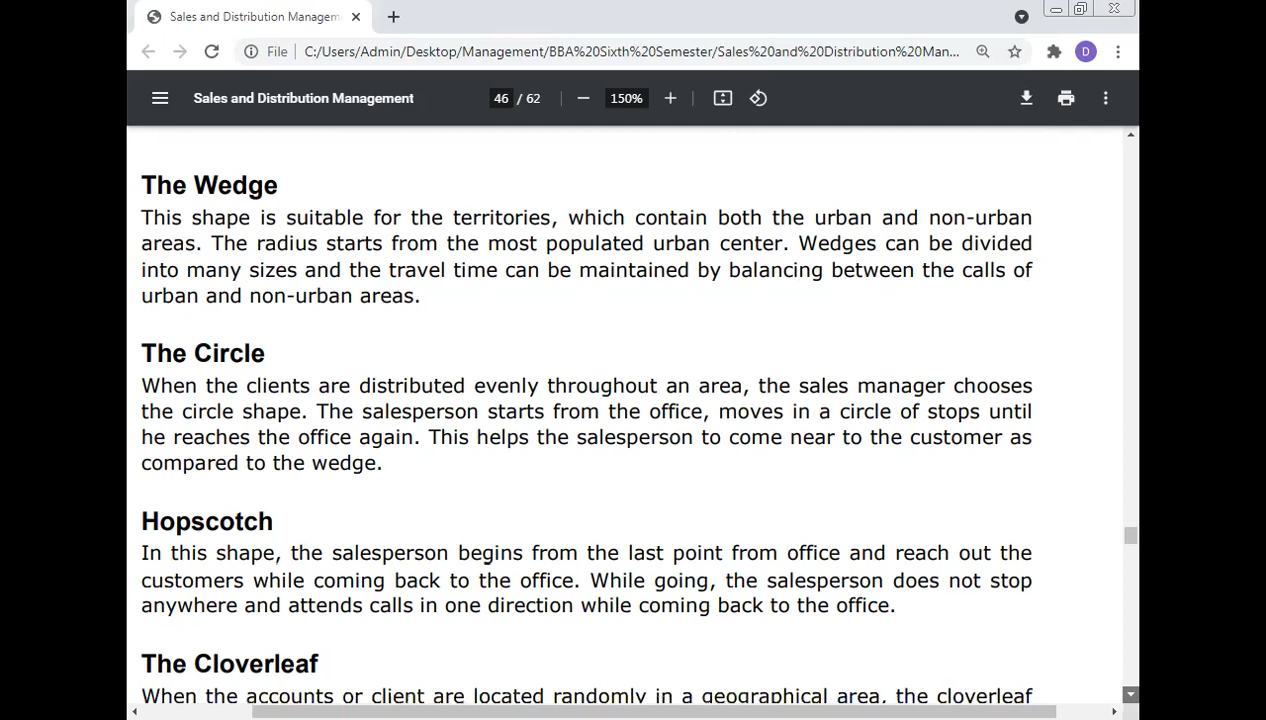 Sales and Distribution Managem
File C:/Users/Admin/Desktop/Management/BBA%20Sixth%20Semester/Sales%20and%20Distribution%20Man...
D
Sales and Distribution Management 46 / 62 150%
The Wedge
This shape is suitable for the territories, which contain both the urban and non-urban
areas. The radius starts from the most populated urban center. Wedges can be divided
into many sizes and the travel time can be maintained by balancing between the calls of
urban and non-urban areas.
The Circle
When the clients are distributed evenly throughout an area, the sales manager chooses
the circle shape. The salesperson starts from the office, moves in a circle of stops until
he reaches the office again. This helps the salesperson to come near to the customer as
compared to the wedge.
Hopscotch
In this shape, the salesperson begins from the last point from office and reach out the
customers while coming back to the office. While going, the salesperson does not stop
anywhere and attends calls in one direction while coming back to the office.
The Cloverleaf
When the accounts or client are located randomly in a geographical area, the cloverleaf